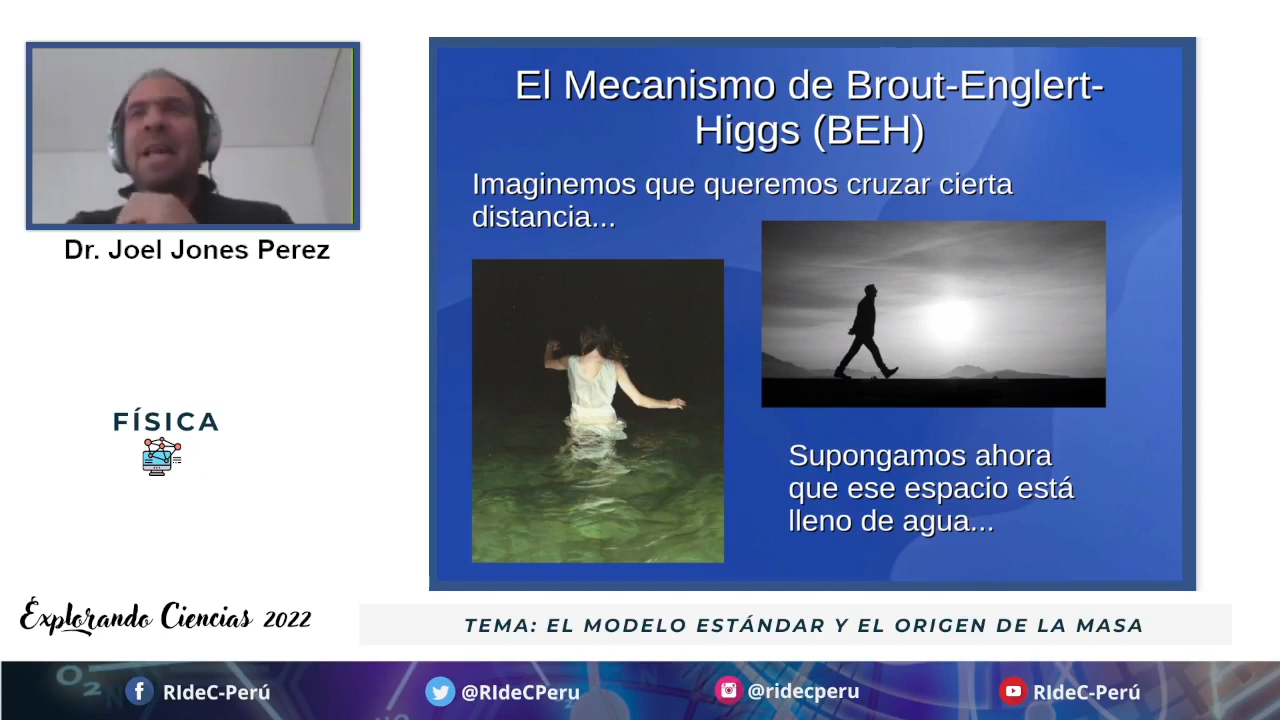 El Mecanismo de Brout-Englert-
Higgs (BEH)
Imaginemos que queremos cruzar cierta
distancia...
Supongamos ahora
que ese espacio está
lleno de agua...
Dr. Joel Jones Perez
FÍSICA
Explorando Ciencias 2022
TEMA: EL MODELO ESTÁNDAR Y EL ORIGEN DE LA MASA
O2
RIdeC-Perú
@RIdeCPeru
@ridecperu
RIdeC-Perú